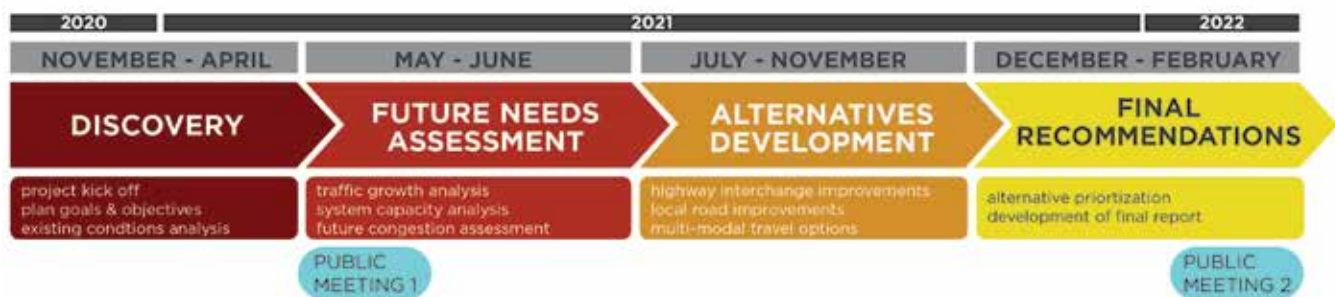 2020
2021
2022
NOVEMBER - APRIL
MAY - JUNE
JULY - NOVEMBER
DECEMBER - FEBRUARY
DISCOVERY
FUTURE NEEDS
ASSESSMENT
ALTERNATIVES
DEVELOPMENT
FINAL
RECOMMENDATIONS
project kick off
plan goals & objectives
existing condtions analysis
traffic growth analysis
system capacity analysis
future congestion assessment
highway interchange improvements
local road improvements
multi-modal travel options
alternative priortization
development of final report
PUBLIC
MEETING 1
PUBLIC
MEETING 2